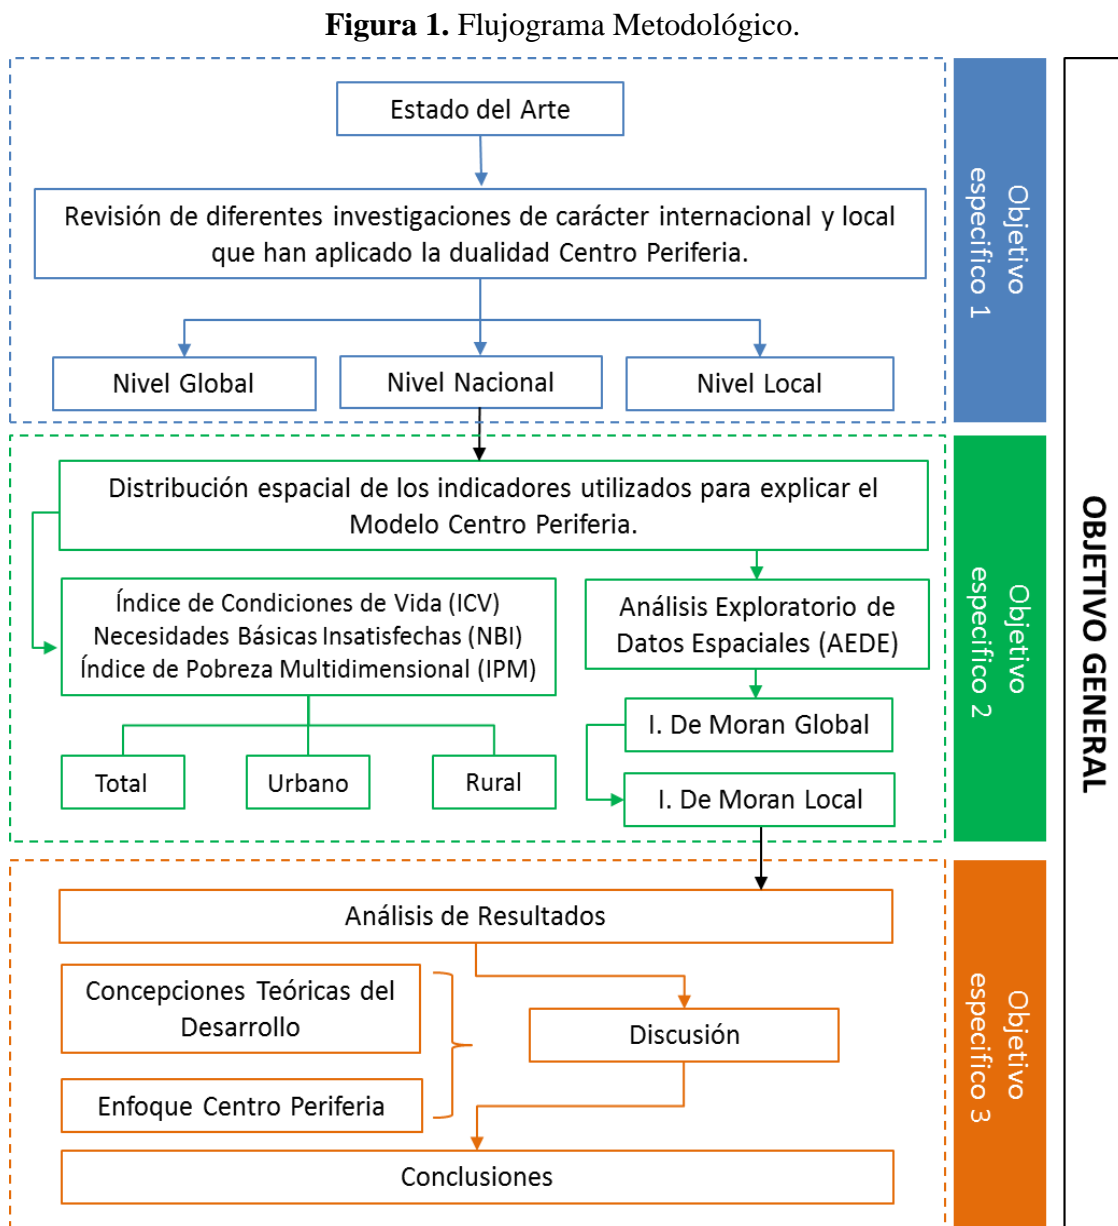 Figura 1. Flujograma Metodológico.
Estado del Arte
Revisión de diferentes investigaciones de carácter internacional y local
que han aplicado la dualidad Centro Periferia.
Nivel Global
Nivel Nacional
Nivel Local
Objetivo
especifico 1
Distribución espacial de los indicadores utilizados para explicar el
Modelo Centro Periferia.
Índice de Condiciones de Vida (ICV)
Necesidades Básicas Insatisfechas (NBI)
Índice de Pobreza Multidimensional (IPM)
Total
Urbano
Rural
Análisis Exploratorio de
Datos Espaciales (AEDE)
I. De Moran Global
I. De Moran Local
Objetivo
especifico 2
Análisis de Resultados
Concepciones Teóricas del
Desarrollo
Enfoque Centro Periferia
Discusión
Conclusiones
Objetivo
especifico 3
OBJETIVO GENERAL